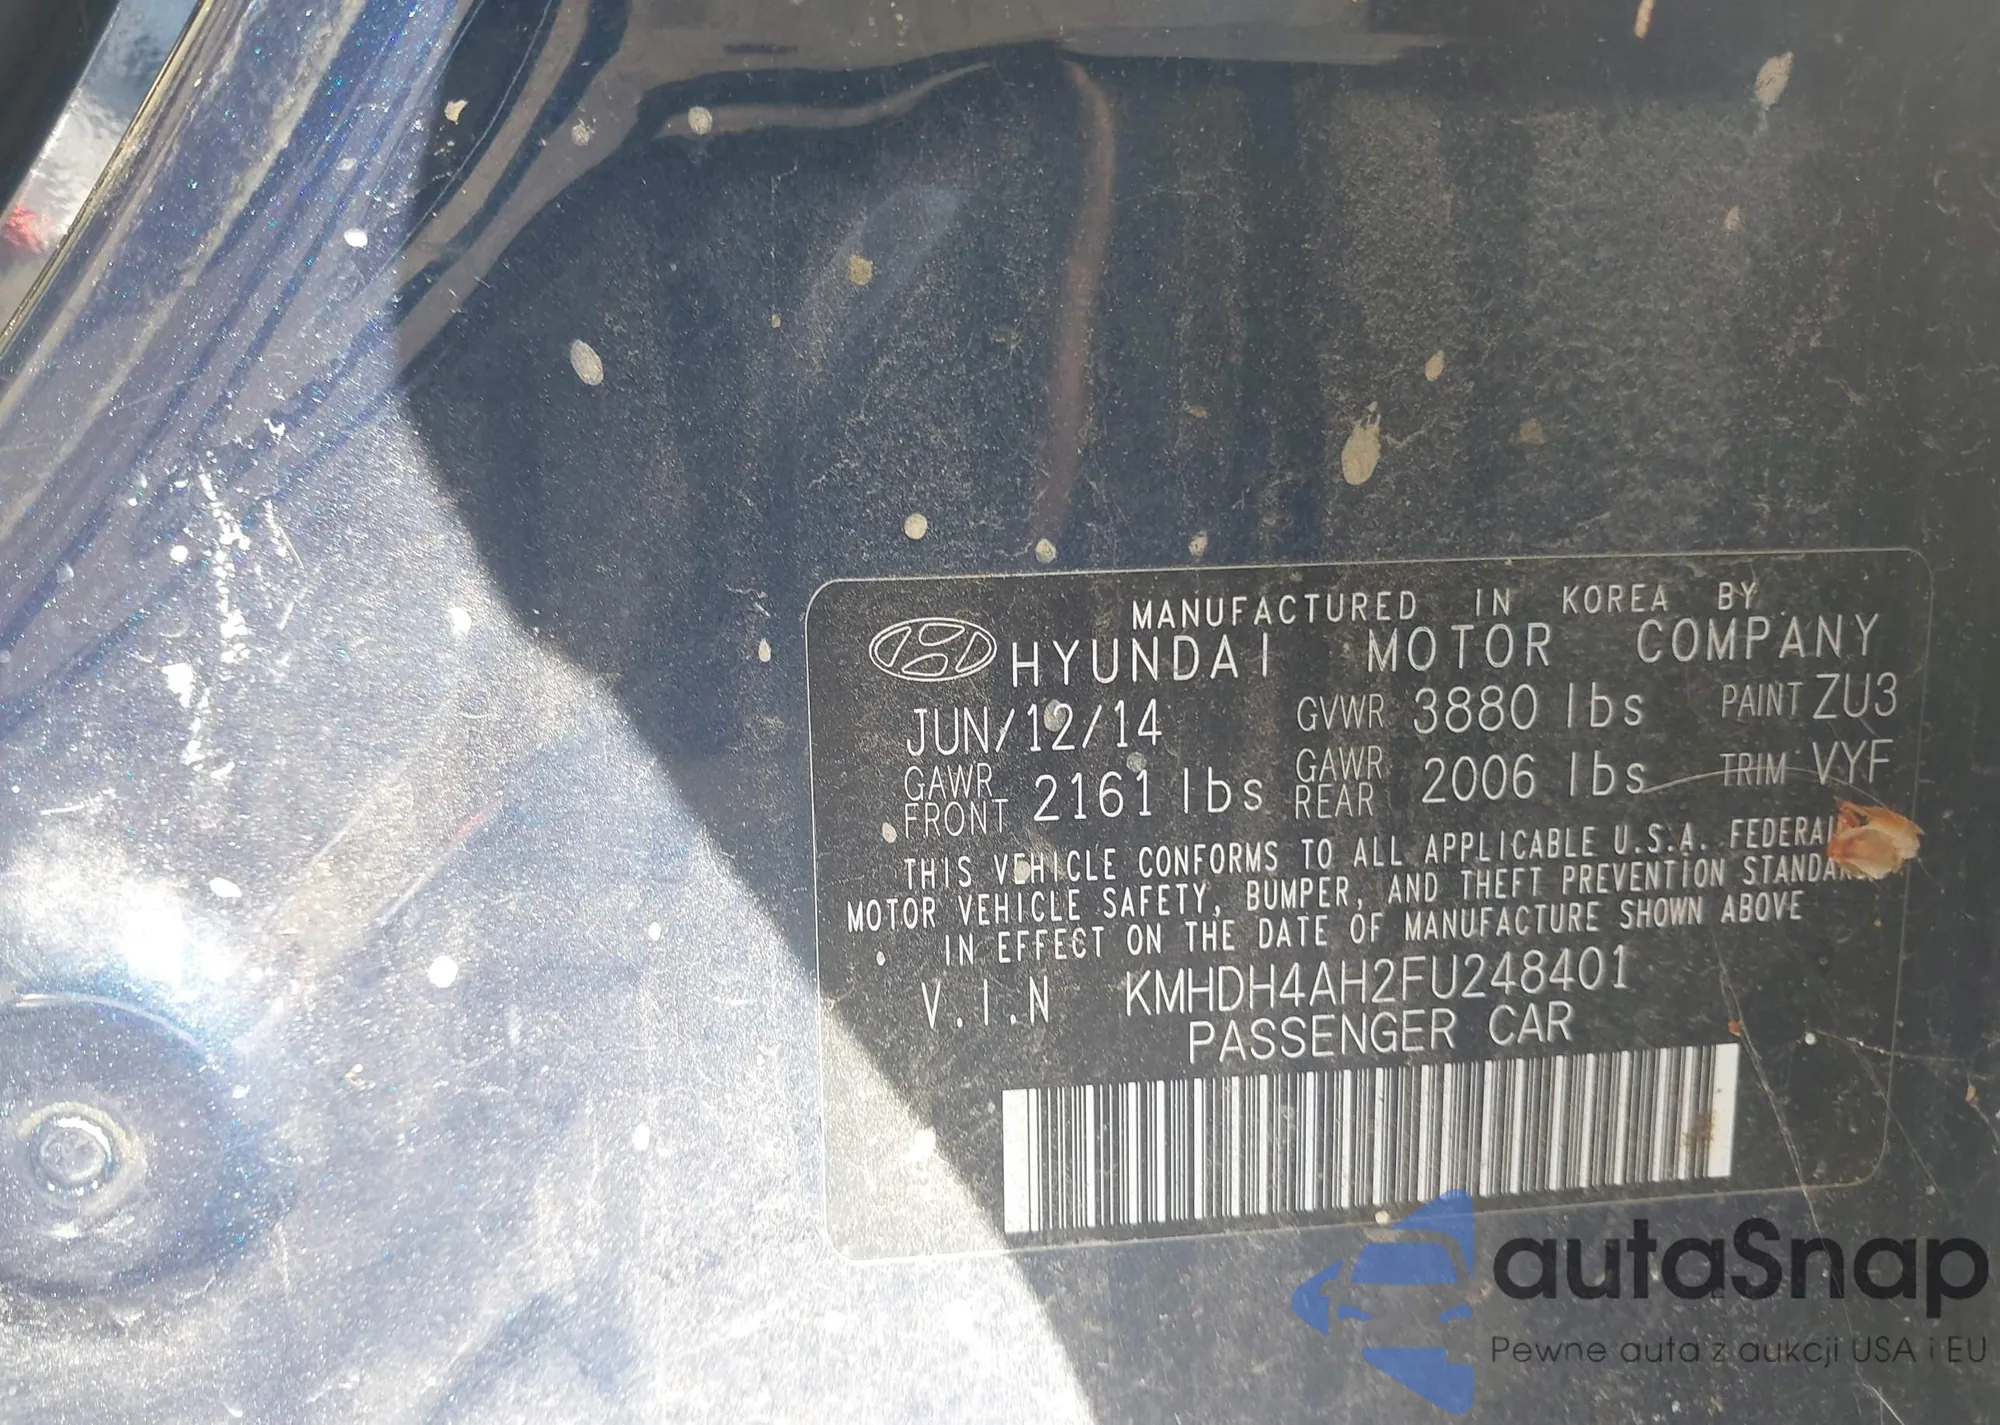 MANUFACTURED IN KOREA BY
HYUNDAI MOTOR COMPANY
JUN/12/14 GVWR 3880 lbs PAINT ZU3
GAWR FRONT 2161 lbs GAWR REAR 2006 lbs TRIM VYF
THIS VEHICLE CONFORMS TO ALL APPLICABLE U.S.A. FEDERAL
MOTOR VEHICLE SAFETY, BUMPER, AND THEFT PREVENTION
IN EFFECT ON THE DATE OF MANUFACTURE SHOWN ABOVE
V.I.N KMHDH4AH2FU248401
PASSENGER CAR
autaSnap
Pewne auta z aukcji USA i EU